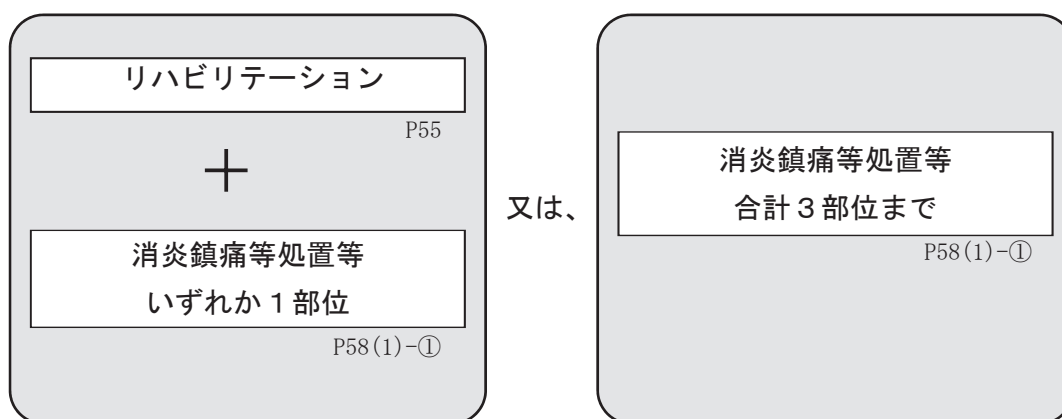 リハビリテーション
P55
＋
消炎鎮痛等処置等
いずれか１部位
P58(1)-①
又は、
消炎鎮痛等処置等
合計３部位まで
P58(1)-①